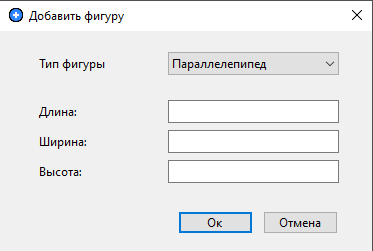 Добавить фигуру
Тип фигуры Параллелепипед
Длина:
Ширина:
Высота:
Ок Отмена